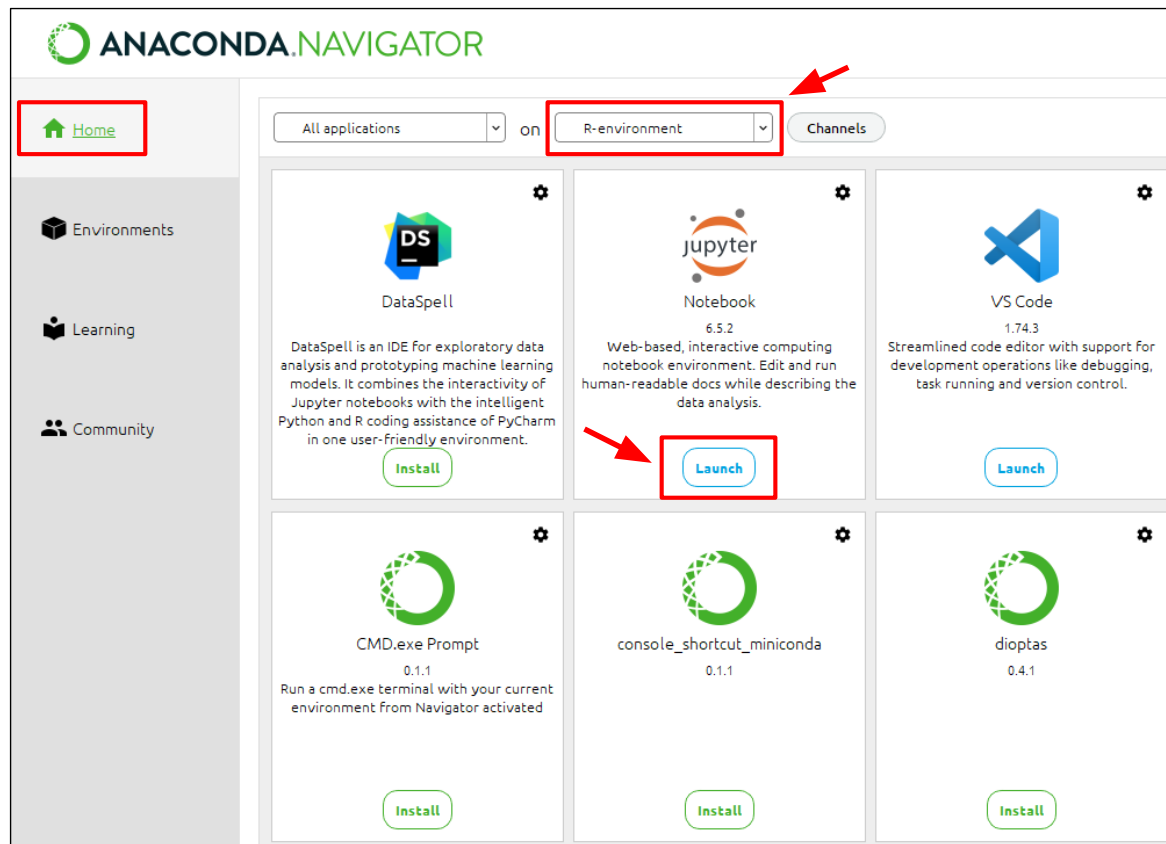 ANACONDA.NAVIGATOR
Home
Environments
Learning
Community
All applications on R-environment Channels
DS
DataSpell
DataSpell is an IDE for exploratory data
analysis and prototyping machine learning
models. It combines the interactivity of
Jupyter notebooks with the intelligent
Python and R coding assistance of PyCharm
in one user-friendly environment.
Install
jupyter
Notebook
6.5.2
Web-based, interactive computing
notebook environment. Edit and run
human-readable docs while describing the
data analysis.
Launch
VS Code
1.74.3
Streamlined code editor with support for
development operations like debugging,
task running and version control.
Launch
CMD.exe Prompt
0.1.1
Run a cmd.exe terminal with your current
environment from Navigator activated
Install
console_shortcut_miniconda
0.1.1
Install
dioptas
0.4.1
Install